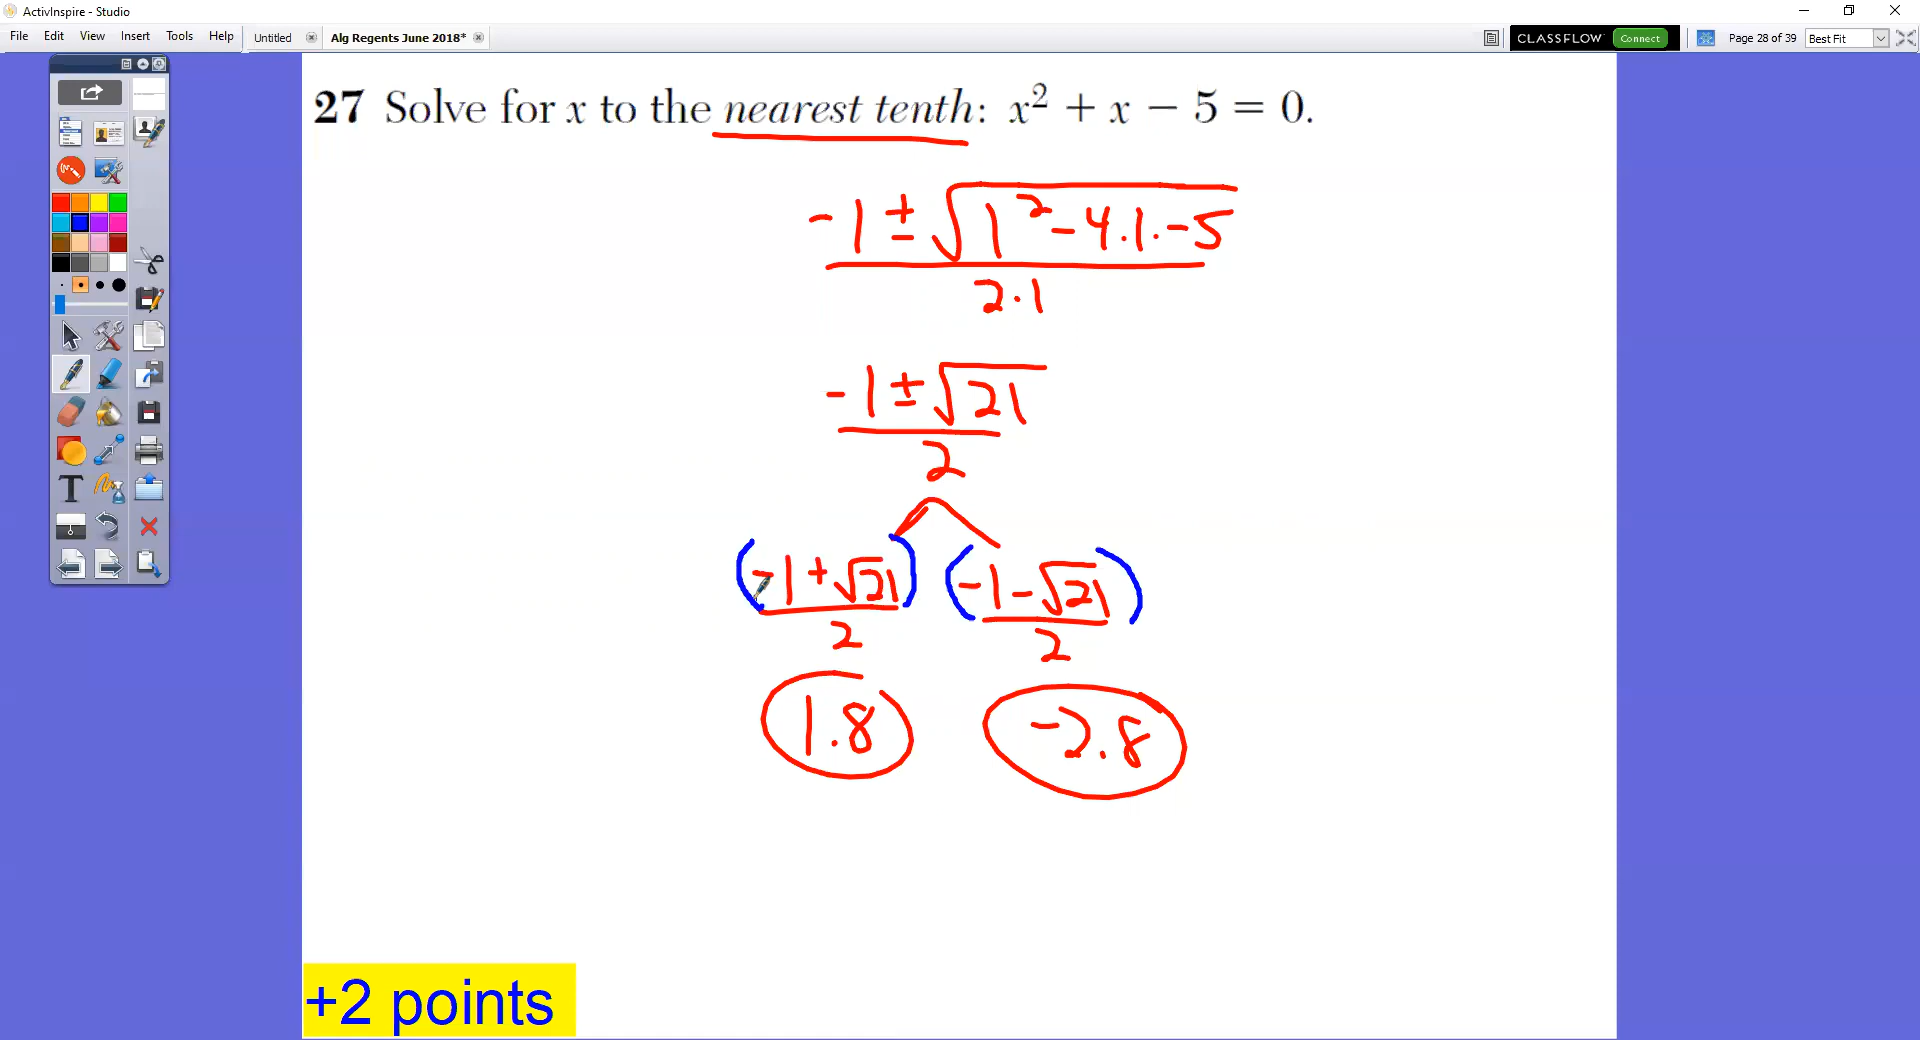 ActivInspire - Studio
File Edit View Insert Tools Help Untitled Alg Regents June 2018* CLASSFLOW Connect Page 28 of 39 Best Fit
27 Solve for x to the nearest tenth: x² + x − 5 = 0.
-1 ± √1² - 4·1·-5
2·1
-1 ± √21
2
(-1 + √21) (-1 - √21)
2 2
1.8 -2.8
+2 points